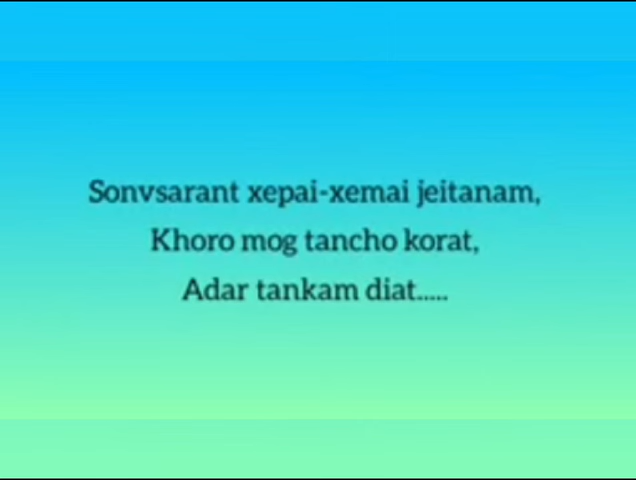 Sonvsarant xepai-xemai jeitanam,
Khoro mog tancho korat,
Adar tankam diat.....